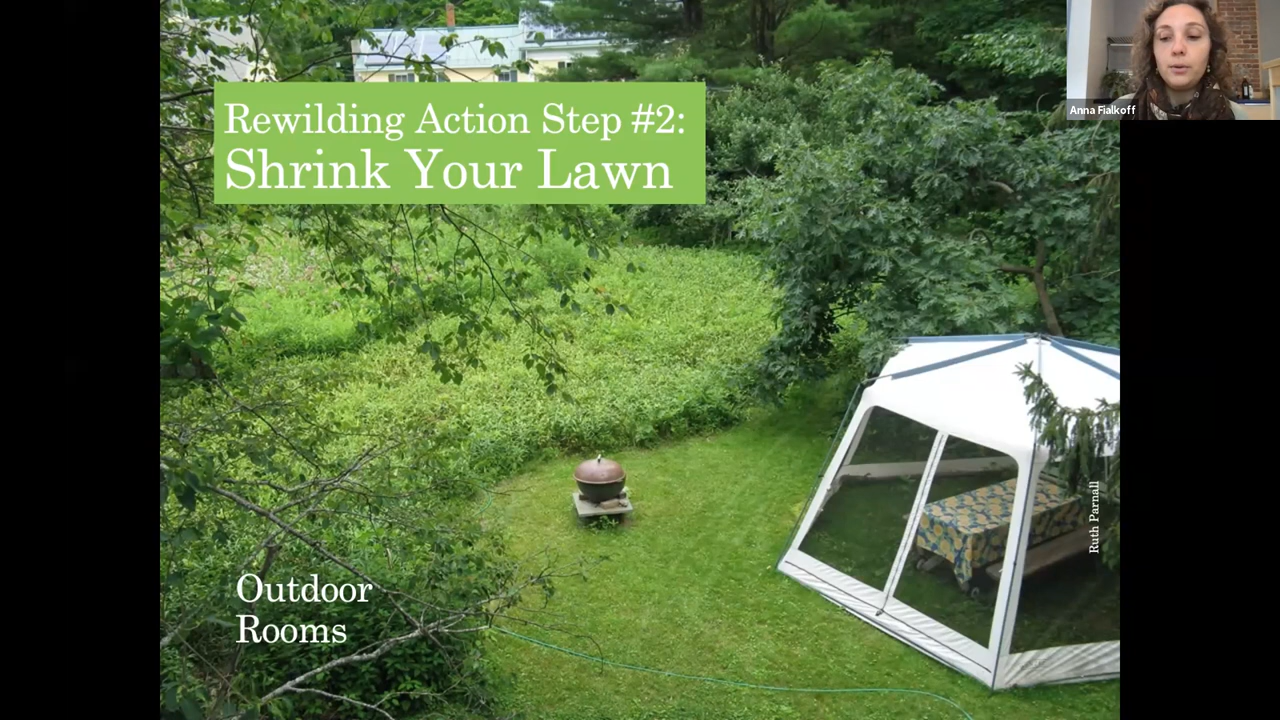 Rewilding Action Step #2:
Shrink Your Lawn
Anna Fialkoff
Ruth Parnall
Outdoor
Rooms